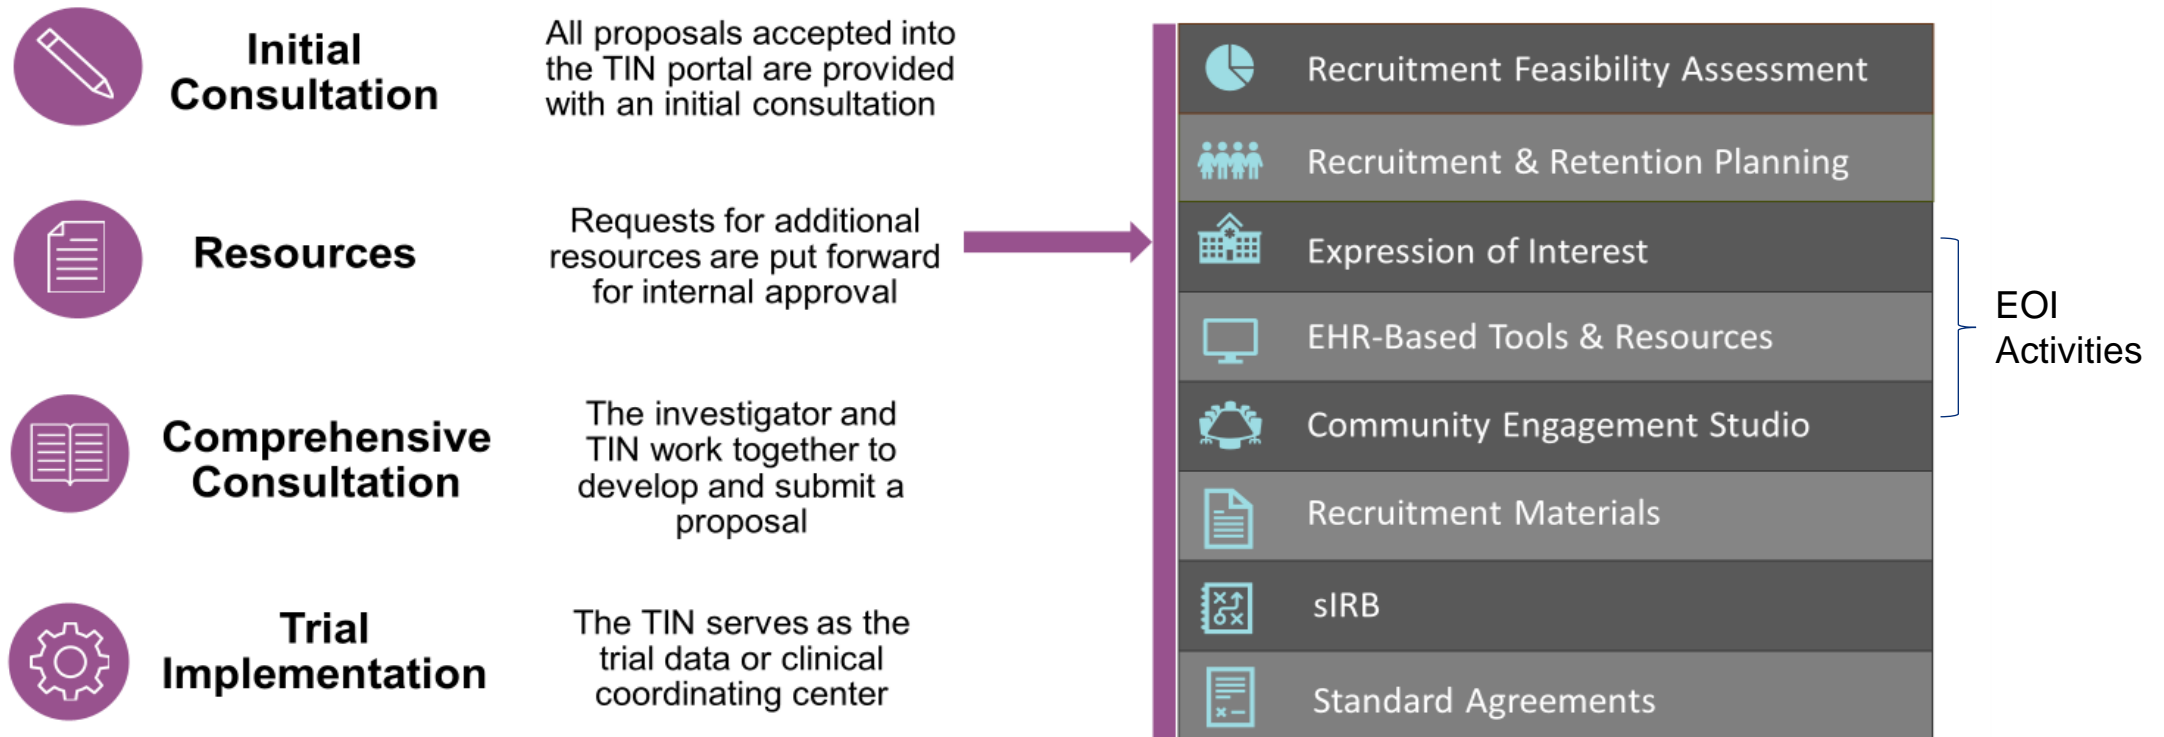 Initial
Consultation
All proposals accepted into
the TIN portal are provided
with an initial consultation
Resources
Requests for additional
resources are put forward
for internal approval
Comprehensive
Consultation
The investigator and
TIN work together to
develop and submit a
proposal
Trial
Implementation
The TIN serves as the
trial data or clinical
coordinating center
Recruitment Feasibility Assessment
Recruitment & Retention Planning
Expression of Interest
EHR-Based Tools & Resources
Community Engagement Studio
Recruitment Materials
sIRB
Standard Agreements
EOI
Activities